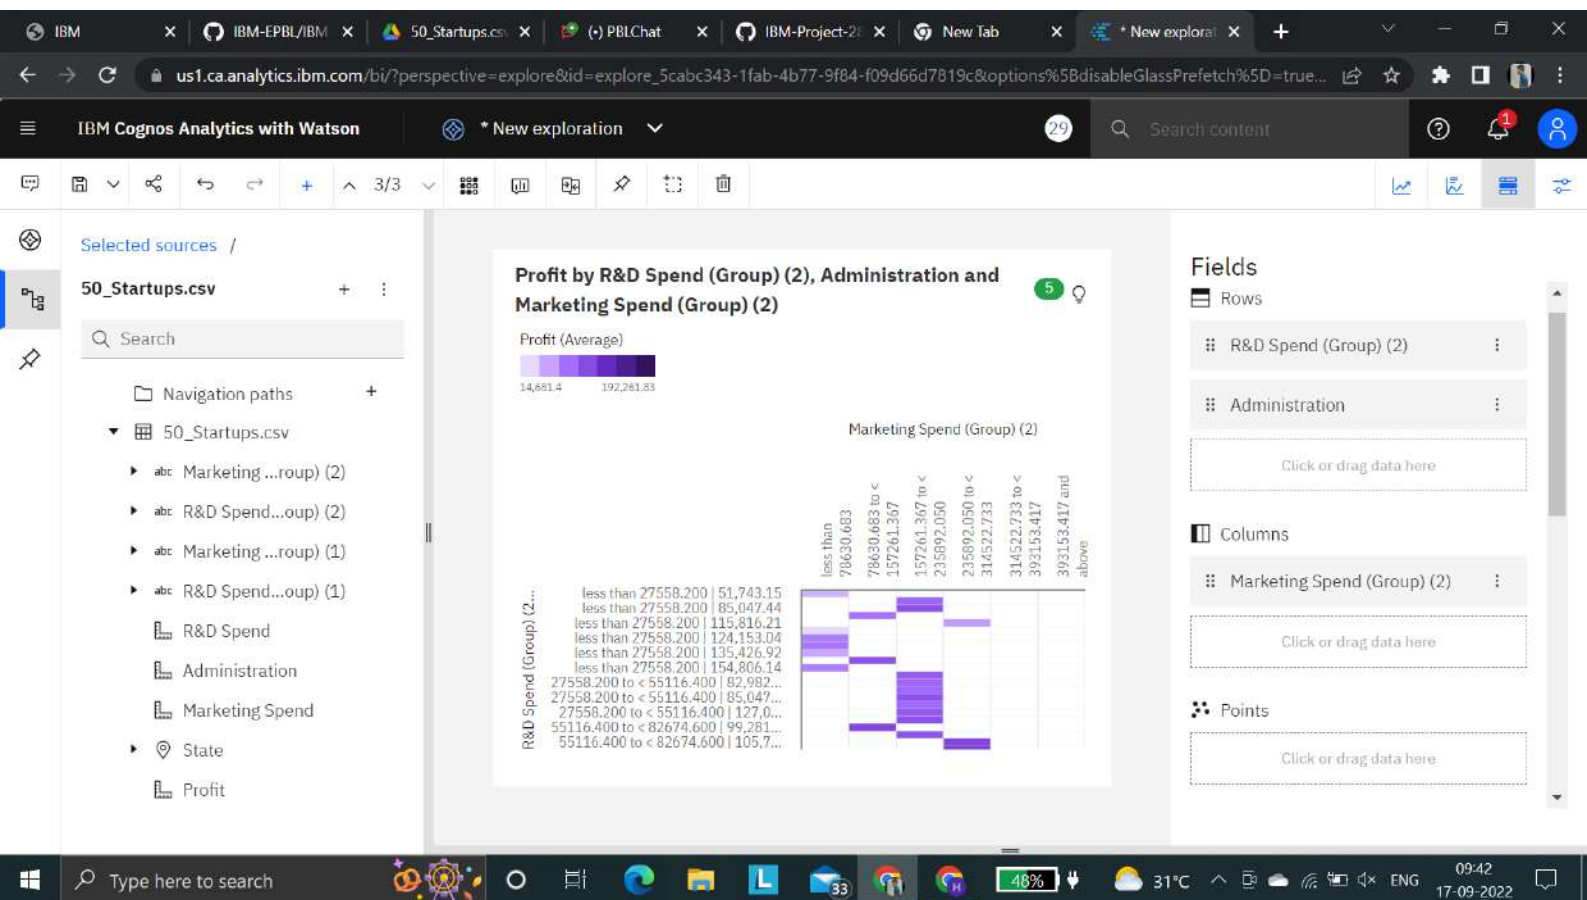 IBM
IBM-EPBL/IBM
50_Startups.cs
(•) PBLChat
IBM-Project-28
New Tab
* New explorat
us1.ca.analytics.ibm.com/bi/?perspective=explore&id=explore_5cabc343-1fab-4b77-9f84-f09d66d7819c&options%5BdisableGlassPrefetch%5D=true...
IBM Cognos Analytics with Watson
* New exploration
29
Search content
1
3/3
Selected sources /
50_Startups.csv
Search
Navigation paths
50_Startups.csv
abc Marketing ...roup) (2)
abc R&D Spend...oup) (2)
abc Marketing ...roup) (1)
abc R&D Spend...oup) (1)
R&D Spend
Administration
Marketing Spend
State
Profit
Profit by R&D Spend (Group) (2), Administration and
Marketing Spend (Group) (2)
5
Profit (Average)
14,681.4 192,261.83
Marketing Spend (Group) (2)
less than
78630.683
78630.683 to <
157261.367
157261.367 to <
235892.050
235892.050 to <
314522.733
314522.733 to <
393153.417
393153.417 and
above
R&D Spend (Group) (2...
less than 27558.200 | 51,743.15
less than 27558.200 | 85,047.44
less than 27558.200 | 115,816.21
less than 27558.200 | 124,153.04
less than 27558.200 | 135,426.92
less than 27558.200 | 154,806.14
27558.200 to < 55116.400 | 82,982...
27558.200 to < 55116.400 | 85,047...
27558.200 to < 55116.400 | 127,0...
55116.400 to < 82674.600 | 99,281...
55116.400 to < 82674.600 | 105,7...
Fields
Rows
R&D Spend (Group) (2)
Administration
Click or drag data here
Columns
Marketing Spend (Group) (2)
Click or drag data here
Points
Click or drag data here
Type here to search
L
33
H
48%
31°C
ENG
09:42
17-09-2022